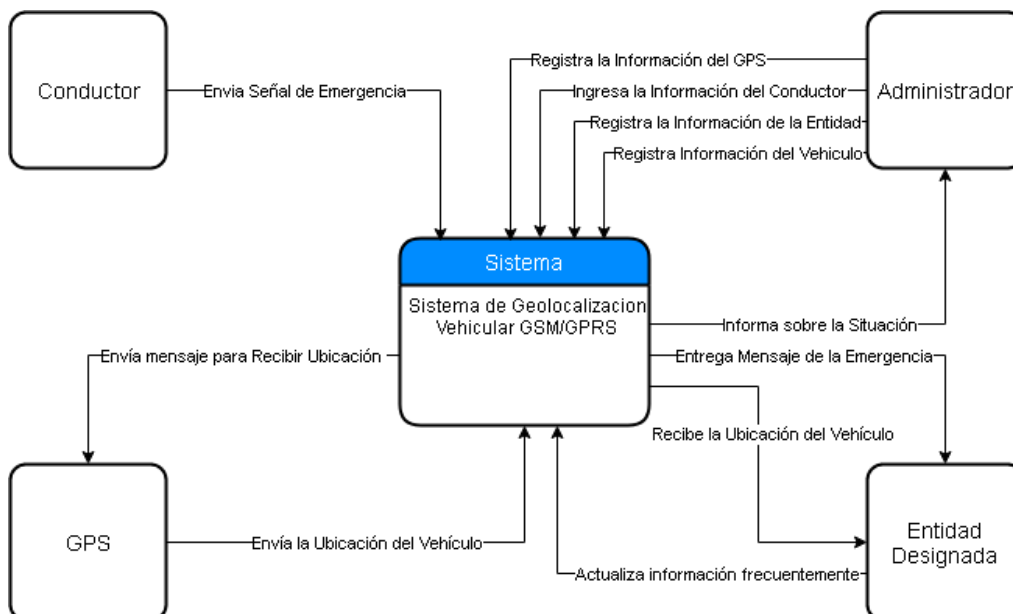 Registra la Información del GPS
Conductor
Envia Señal de Emergencia
Ingresa la Información del Conductor
Administrador
Registra la Información de la Entidad
Registra Información del Vehiculo
Sistema
Sistema de Geolocalizacion
Vehicular GSM/GPRS
Informa sobre la Situación
Envía mensaje para Recibir Ubicación
Entrega Mensaje de la Emergencia
Recibe la Ubicación del Vehículo
GPS
Envía la Ubicación del Vehículo
Entidad
Designada
Actualiza información frecuentemente